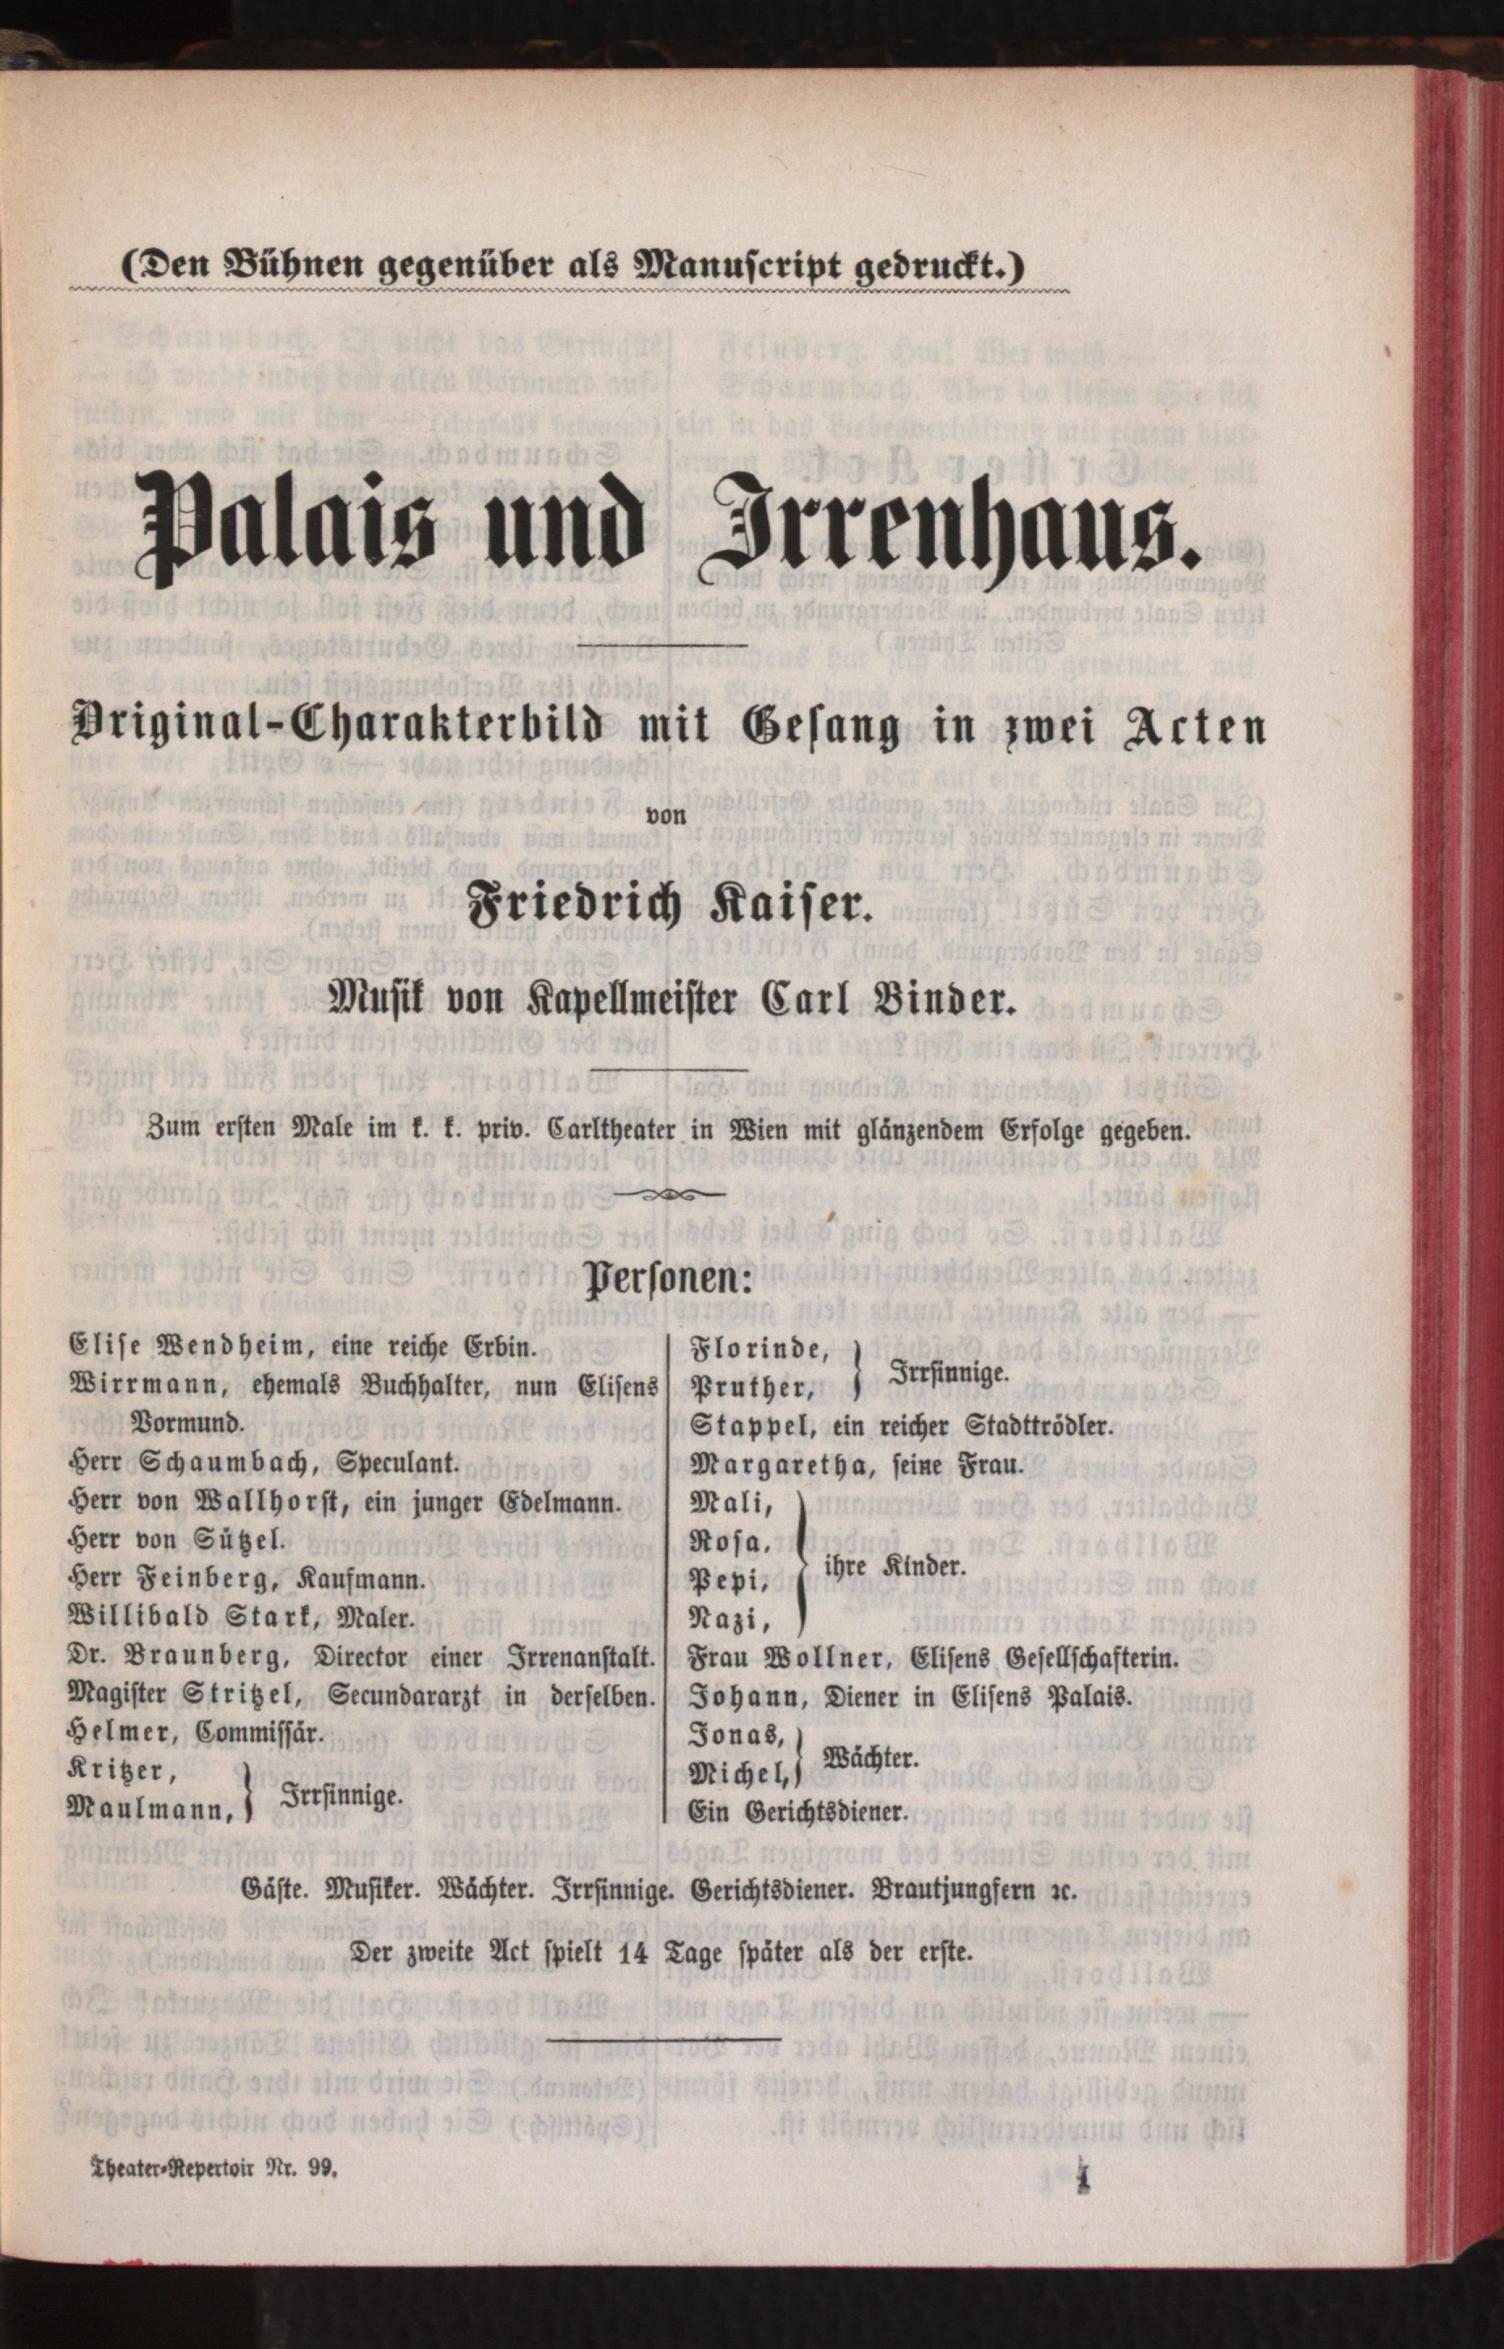 (Den Bühnen gegenüber als Manuscript gedruckt.)
Palais und Irrenhaus.
Original-Charakterbild mit Gesang in zwei Acten
von
Friedrich Kaiser.
Musik von Kapellmeister Carl Binder.
Zum ersten Male im k. k. priv. Carltheater in Wien mit glänzendem Erfolge gegeben.
Personen:
Elise Wendheim, eine reiche Erbin.
Wirrmann, ehemals Buchhalter, nun Elisens
Vormund.
Herr Schaumbach, Speculant.
Herr von Wallhorst, ein junger Edelmann.
Herr von Sützel.
Herr Feinberg, Kaufmann.
Willibald Stark, Maler.
Dr. Braunberg, Director einer Irrenanstalt.
Magister Stritzel, Secundararzt in derselben.
Helmer, Commissär.
Kritzer,
Maulmann, } Irrsinnige.
Florinde,
Pruther, } Irrsinnige.
Stappel, ein reicher Stadttrödler.
Margaretha, seine Frau.
Mali,
Rosa,
Pepi, } ihre Kinder.
Nazi,
Frau Wollner, Elisens Gesellschafterin.
Johann, Diener in Elisens Palais.
Jonas,
Michel, } Wächter.
Ein Gerichtsdiener.
Gäste. Musiker. Wächter. Irrsinnige. Gerichtsdiener. Brautjungfern ꝛc.
Der zweite Act spielt 14 Tage später als der erste.
Theater-Repertoir Nr. 99.
1